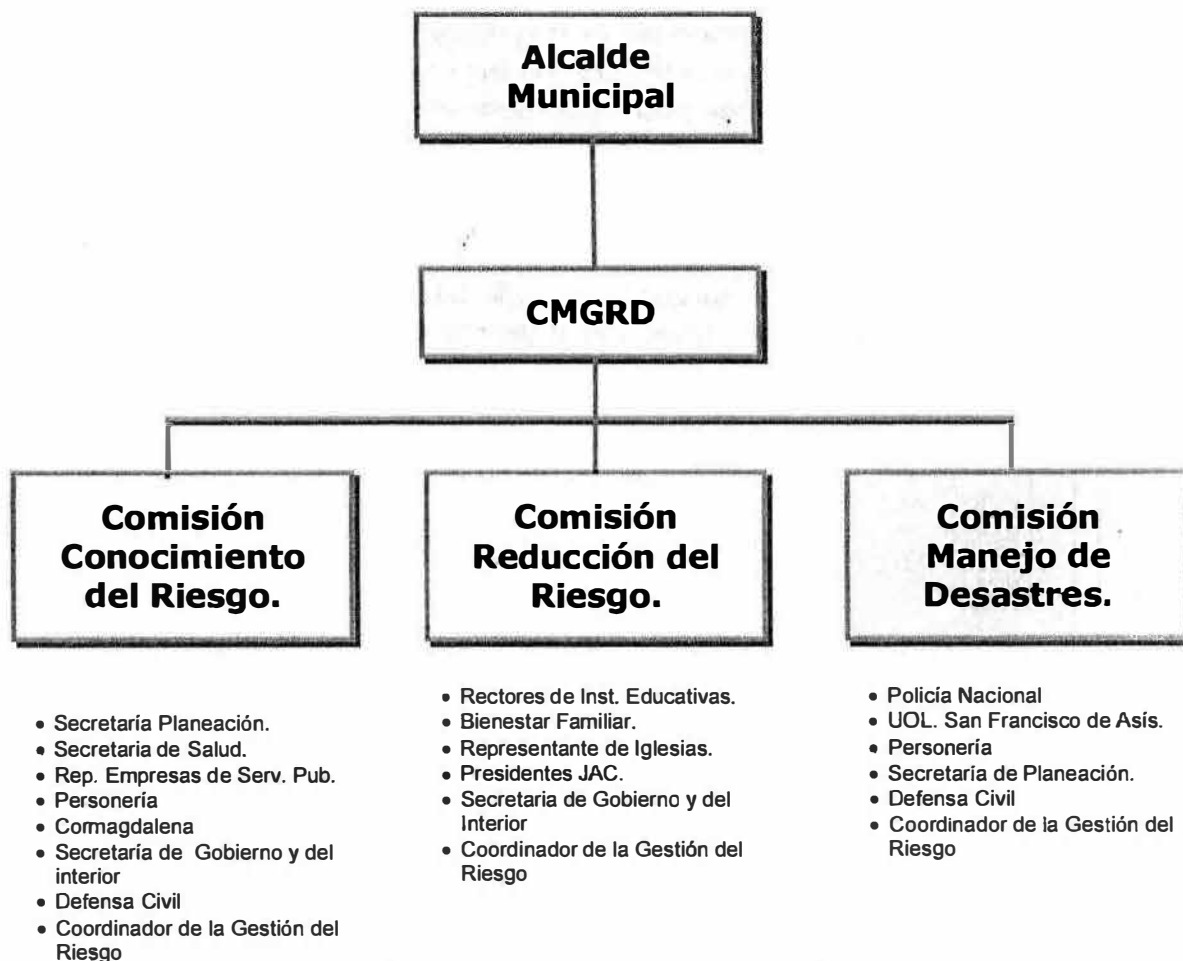 Alcalde
Municipal
CMGRD
Comisión
Conocimiento
del Riesgo.
Comisión
Reducción del
Riesgo.
Comisión
Manejo de
Desastres.
• Secretaría Planeación.
• Secretaria de Salud.
• Rep. Empresas de Serv. Pub.
• Personería
• Cormagdalena
• Secretaría de Gobierno y del
interior
• Defensa Civil
• Coordinador de la Gestión del
Riesgo
• Rectores de Inst. Educativas.
• Bienestar Familiar.
• Representante de Iglesias.
• Presidentes JAC.
• Secretaria de Gobierno y del
Interior
• Coordinador de la Gestión del
Riesgo
• Policía Nacional
• UOL. San Francisco de Asís.
• Personería
• Secretaría de Planeación.
• Defensa Civil
• Coordinador de la Gestión del
Riesgo